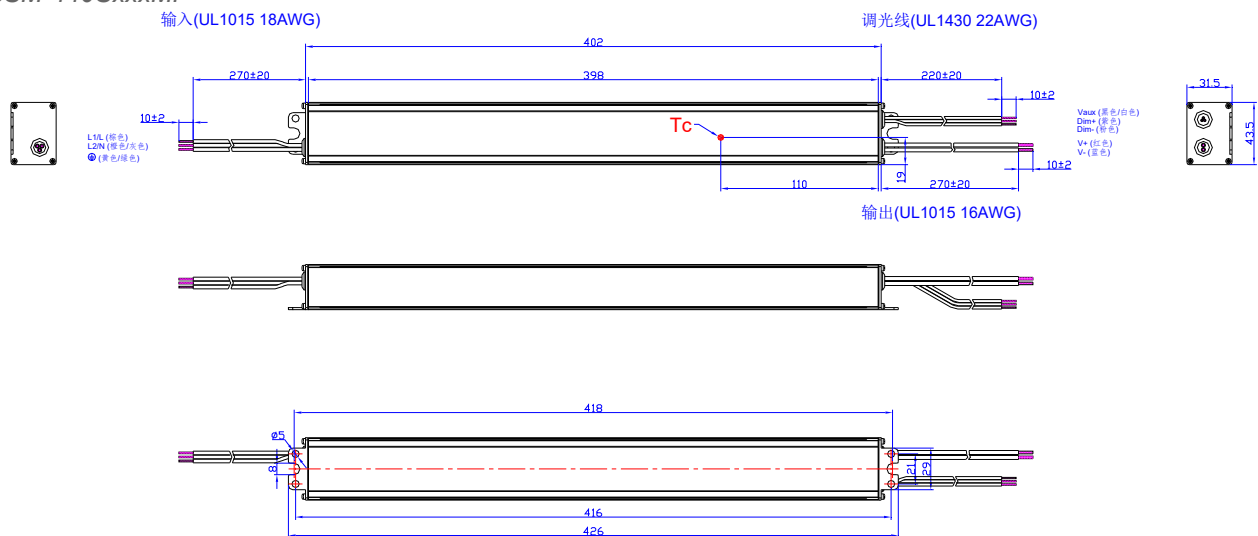 输入(UL1015 18AWG)
调光线(UL1430 22AWG)
402
270±20
398
220±20
31.5
10±2
10±2
Tc
L1/L (棕色)
L2/N (橙色/灰色)
(黄色/绿色)
Vaux (黑色/白色)
Dim+ (紫色)
Dim- (粉色)
V+ (红色)
V- (蓝色)
43.5
19
10±2
110
270±20
输出(UL1015 16AWG)
418
ø5
8
21
29
416
426